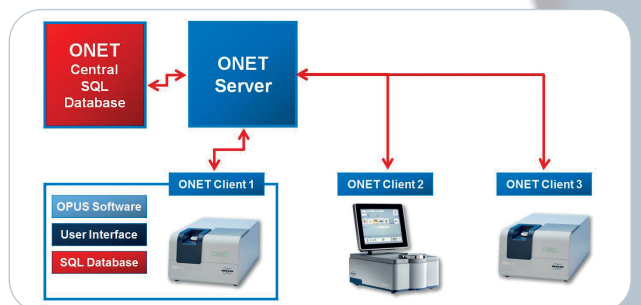 ONET
Central
SQL
Database
ONET
Server
ONET Client 1
ONET Client 2
ONET Client 3
OPUS Software
User Interface
SQL Database